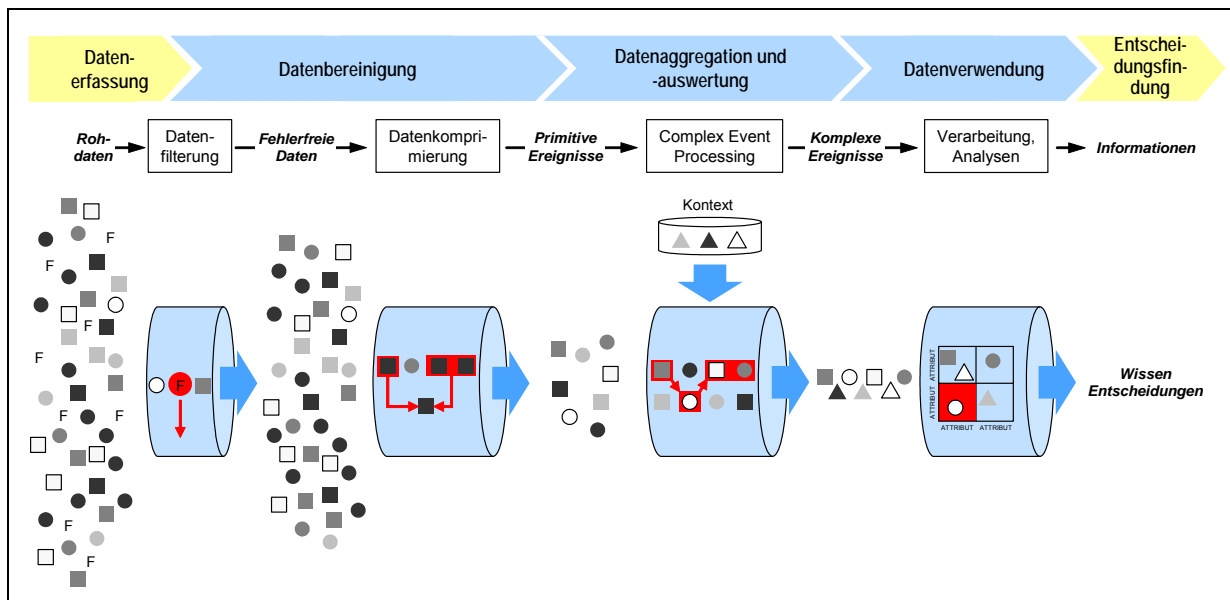 Daten-
erfassung
Datenbereinigung
Datenaggregation und
-auswertung
Datenverwendung
Entschei-
dungsfin-
dung
Roh-
daten
Daten-
filterung
Fehlerfreie
Daten
Datenkompri-
mierung
Primitive
Ereignisse
Complex Event
Processing
Komplexe
Ereignisse
Verarbeitung,
Analysen
Informationen
Kontext
F
F
F
F
F
F
F
F
F
ATTRIBUT
ATTRIBUT
ATTRIBUT
ATTRIBUT
Wissen
Entscheidungen